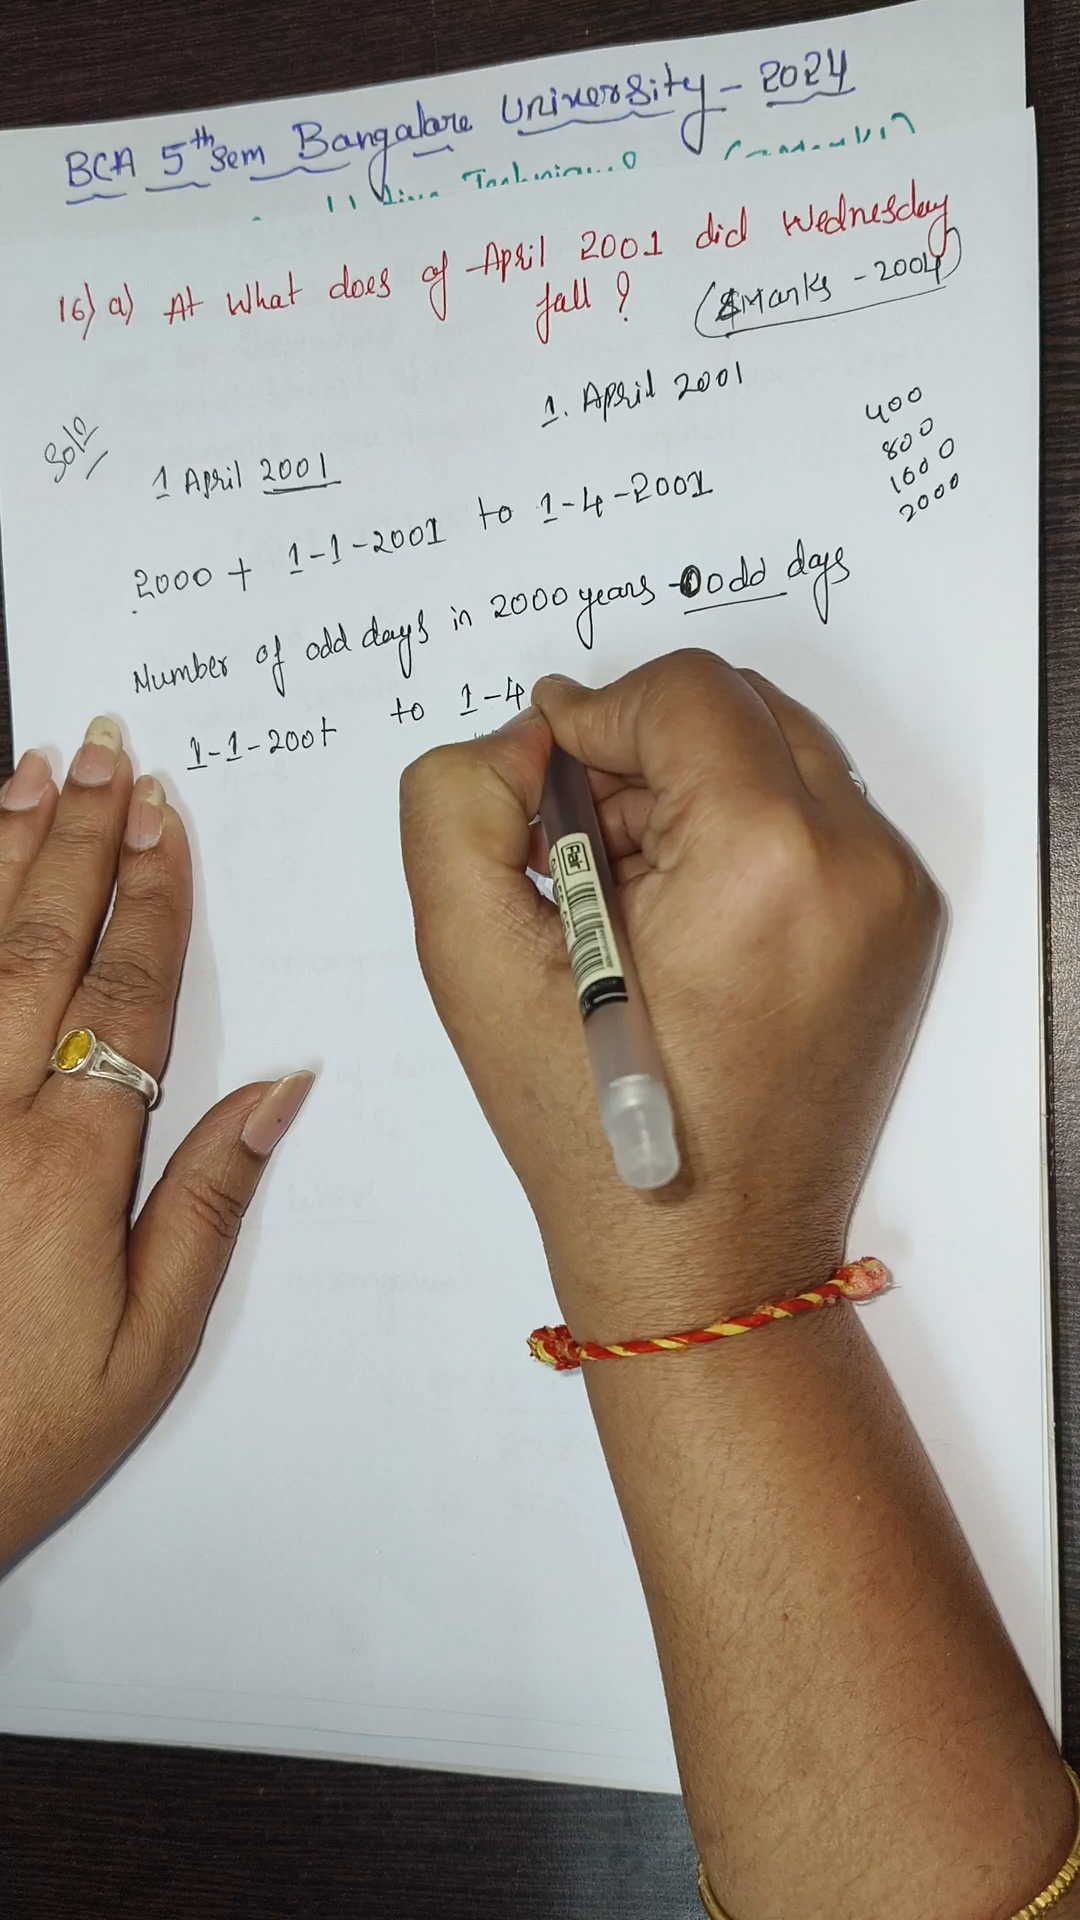 BCA 5th Sem Bangalore University - 2024
16) a) At What does of April 2001 did Wednesday
fall ?
(8Marks - 2004)
Soln
1. April 2001
1 April 2001
400
800
1600
2000
2000 + 1-1-2001 to 1-4-2001
Number of odd days in 2000 years - 0 odd days
1-1-2001 to 1-4
Pair